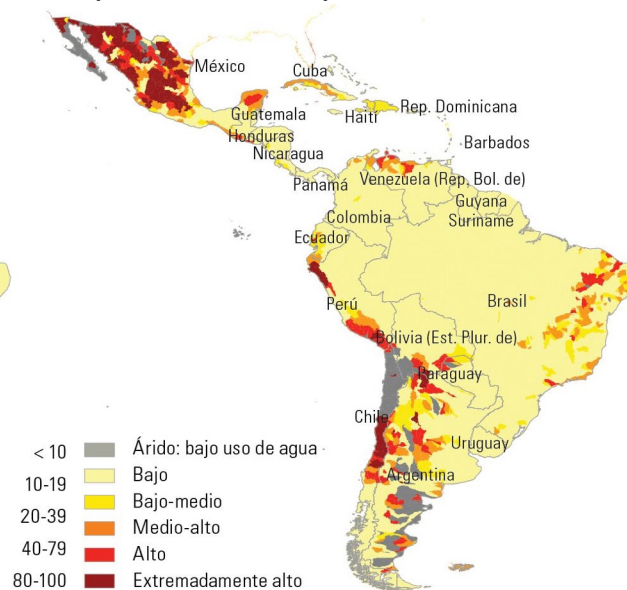 México
Cuba
Guatemala
Haití
Rep. Dominicana
Honduras
Barbados
Nicaragua
Panamá
Venezuela (Rep. Bol. de)
Guyana
Colombia
Suriname
Ecuador
Perú
Brasil
Bolivia (Est. Plur. de)
Paraguay
Chile
Uruguay
Argentina
< 10
10-19
20-39
40-79
80-100
Árido: bajo uso de agua
Bajo
Bajo-medio
Medio-alto
Alto
Extremadamente alto